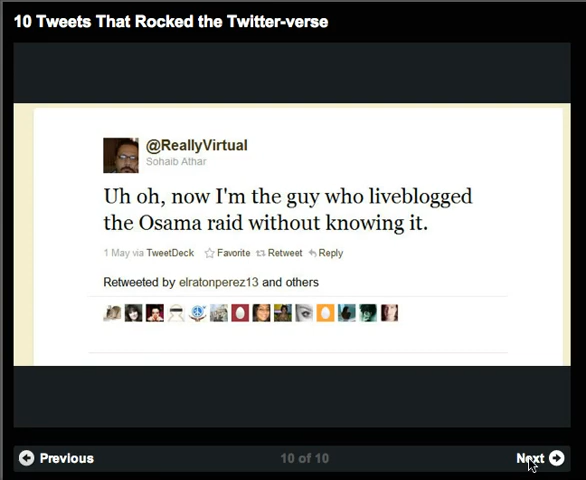 10 Tweets That Rocked the Twitter-verse
@ReallyVirtual
Sohaib Athar
Uh oh, now I'm the guy who liveblogged
the Osama raid without knowing it.
1 May via TweetDeck Favorite Retweet Reply
Retweeted by elratonperez13 and others
Previous 10 of 10 Next